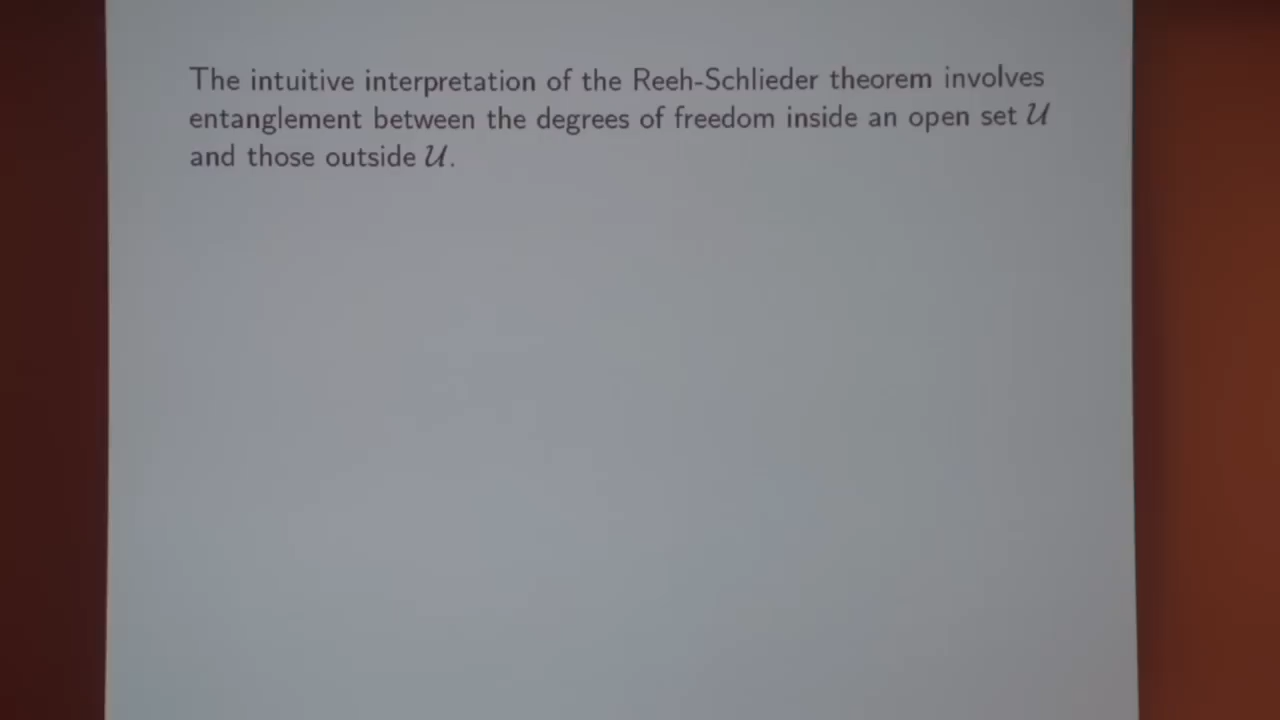 The intuitive interpretation of the Reeh-Schlieder theorem involves
entanglement between the degrees of freedom inside an open set 𝒰
and those outside 𝒰.